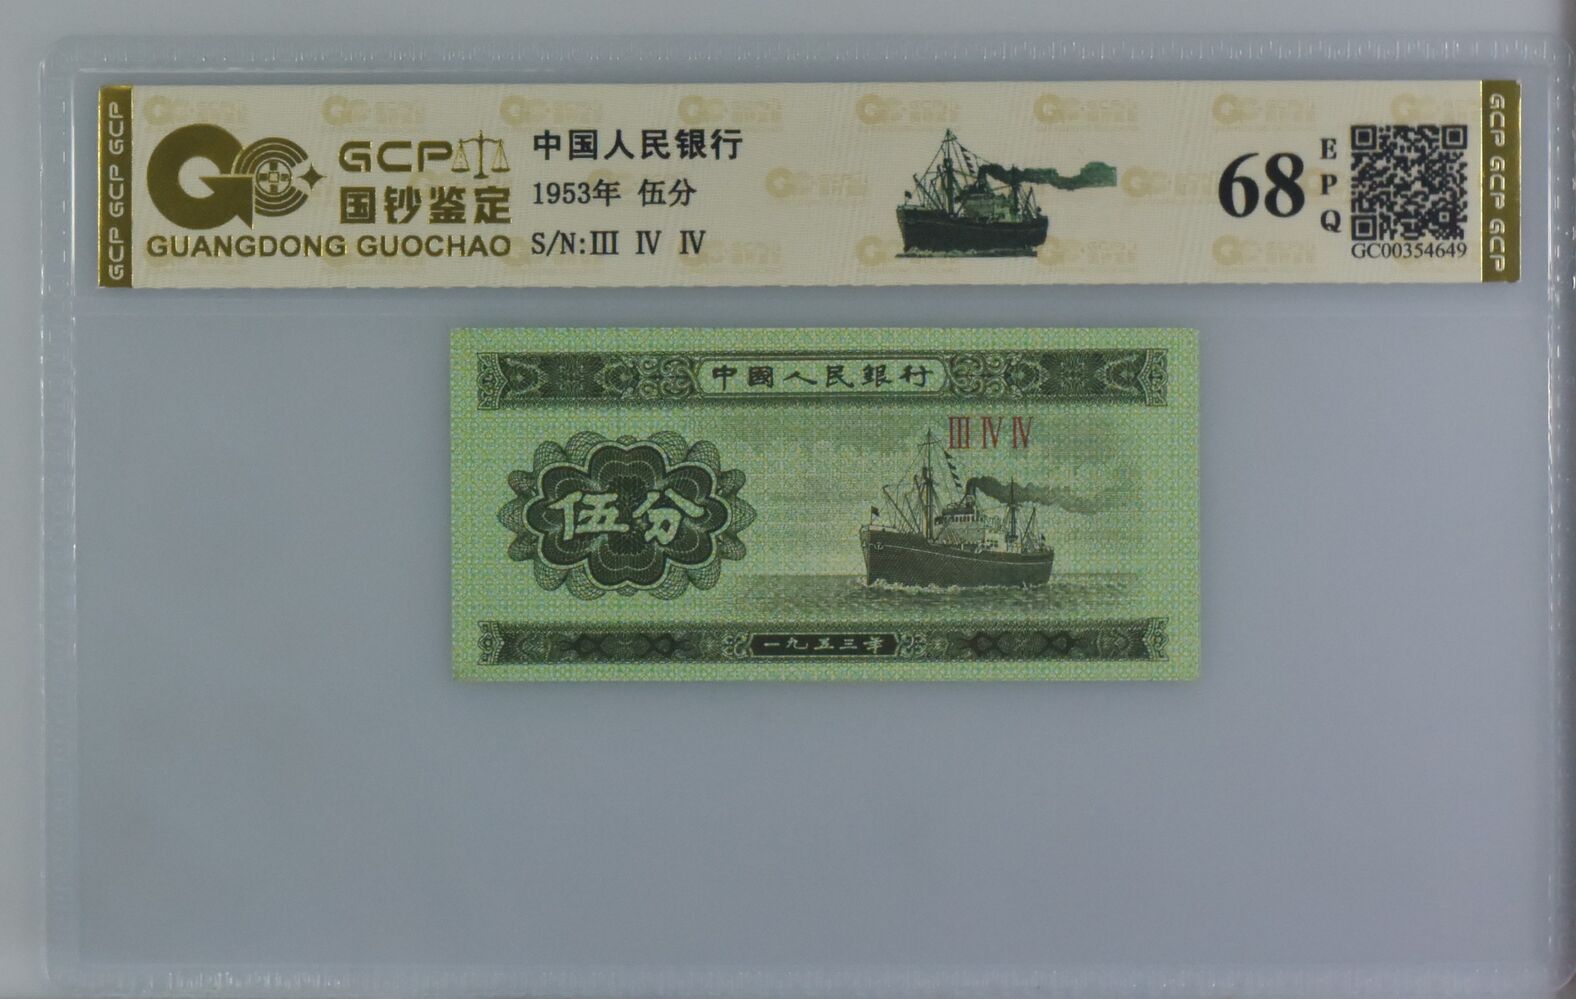 GCP GCP GCP
GCP
国钞鉴定
GUANGDONG GUOCHAO
中国人民银行
1953年 伍分
S/N:Ⅲ Ⅳ Ⅳ
68
E
P
Q
GC00354649
GCP GCP GCP
中國人民銀行
Ⅲ Ⅳ Ⅳ
伍分
一九五三年